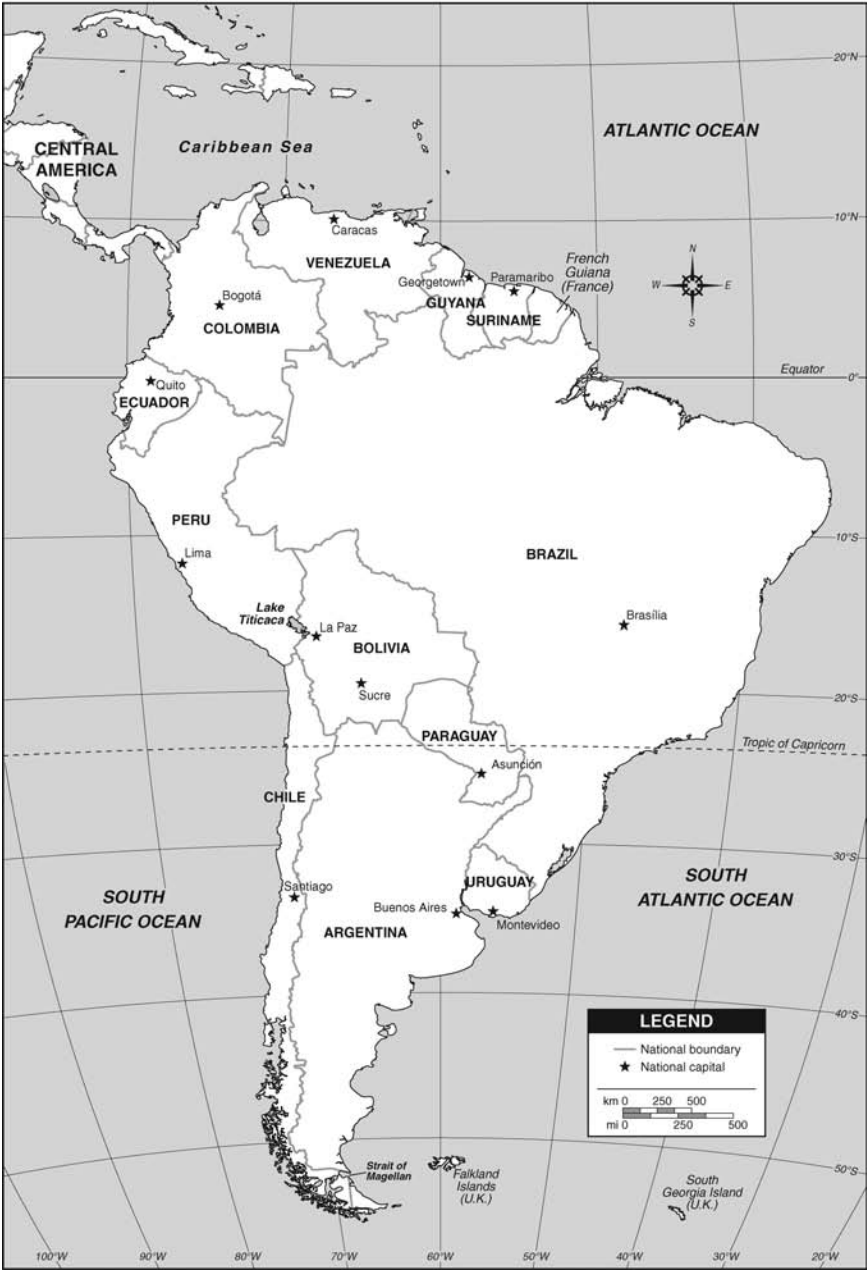 20°N
ATLANTIC OCEAN
Caribbean Sea
CENTRAL
AMERICA
10°N
Caracas
VENEZUELA
French
Guiana
(France)
N
W
E
S
Georgetown
Paramaribo
GUYANA
SURINAME
Bogotá
COLOMBIA
Equator
0°
Quito
ECUADOR
PERU
Lima
10°S
BRAZIL
Lake
Titicaca
La Paz
BOLIVIA
Brasília
Sucre
20°S
PARAGUAY
Tropic of Capricorn
Asunción
CHILE
30°S
SOUTH
PACIFIC OCEAN
Santiago
URUGUAY
SOUTH
ATLANTIC OCEAN
Buenos Aires
Montevideo
ARGENTINA
40°S
LEGEND
National boundary
National capital
km 0 250 500
mi 0 250 500
Strait of
Magellan
Falkland
Islands
(U.K.)
South
Georgia Island
(U.K.)
50°S
100°W 90°W 80°W 70°W 60°W 50°W 40°W 30°W 20°W